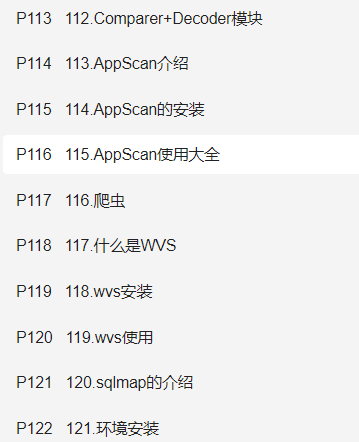 P113 112.Comparer+Decoder模块
P114 113.AppScan介绍
P115 114.AppScan的安装
P116 115.AppScan使用大全
P117 116.爬虫
P118 117.什么是WVS
P119 118.wvs安装
P120 119.wvs使用
P121 120.sqlmap的介绍
P122 121.环境安装